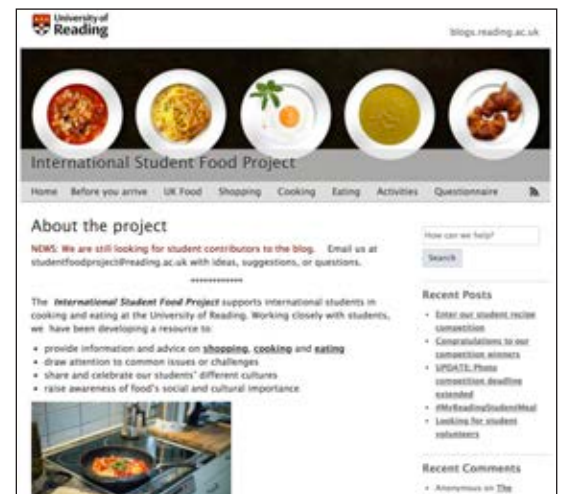 University of
Reading
blogs.reading.ac.uk
International Student Food Project
Home Before you arrive UK Food Shopping Cooking Eating Activities Questionnaire
About the project
NEWS: We are still looking for student contributors to the blog. Email us at
studentfoodproject@reading.ac.uk with ideas, suggestions, or questions.
************
The International Student Food Project supports international students in
cooking and eating at the University of Reading. Working closely with students,
we have been developing a resource to:
• provide information and advice on shopping, cooking and eating
• draw attention to common issues or challenges
• share and celebrate our students' different cultures
• raise awareness of food's social and cultural importance
How can we help?
Search
Recent Posts
• Enter our student recipe
competition
• Congratulations to our
competition winners
• UPDATE: Photo
competition deadline
extended
• #MyReadingStudentMeal
• Looking for student
volunteers
Recent Comments
• Anonymous on The